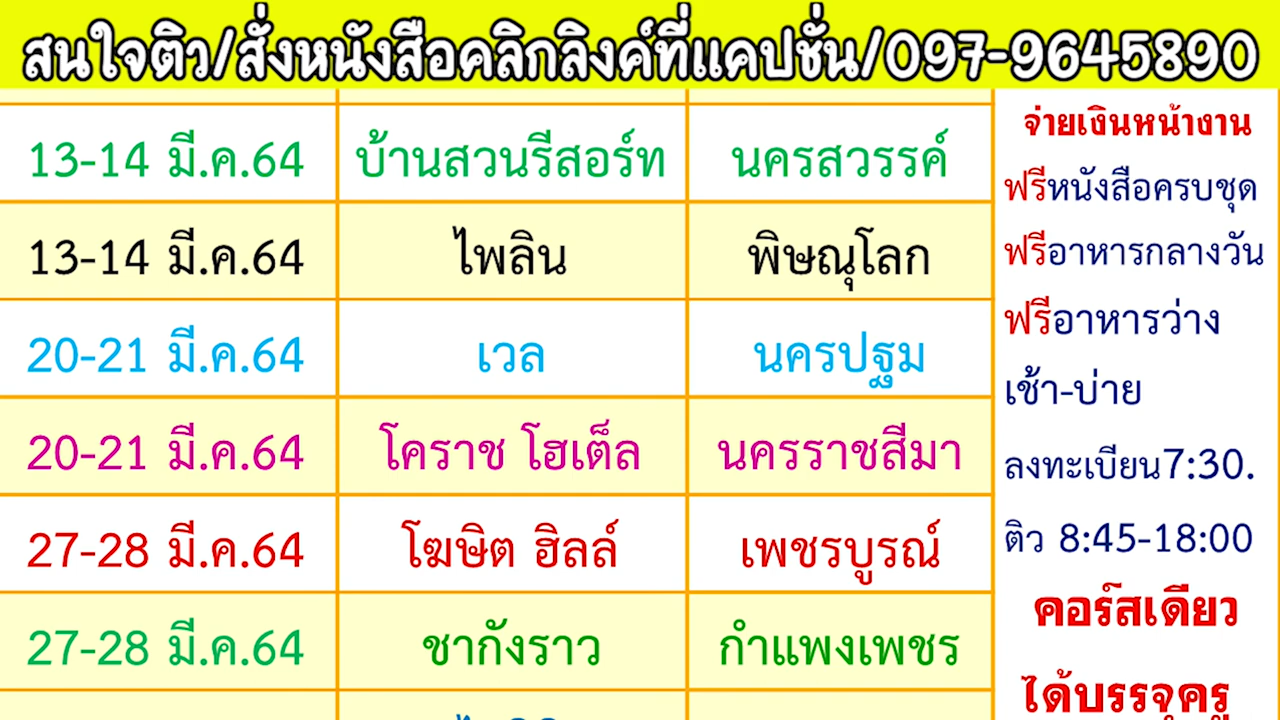 สนใจติว/สั่งหนังสือคลิกลิงค์ที่แคปชั่น/097-9645890
13-14 มี.ค.64 บ้านสวนรีสอร์ท นครสวรรค์
13-14 มี.ค.64 ไพลิน พิษณุโลก
20-21 มี.ค.64 เวล นครปฐม
20-21 มี.ค.64 โคราช โฮเต็ล นครราชสีมา
27-28 มี.ค.64 โฆษิต ฮิลล์ เพชรบูรณ์
27-28 มี.ค.64 ชากังราว กำแพงเพชร
จ่ายเงินหน้างาน
ฟรีหนังสือครบชุด
ฟรีอาหารกลางวัน
ฟรีอาหารว่าง
เช้า-บ่าย
ลงทะเบียน7:30.
ติว 8:45-18:00
คอร์สเดียว
ได้บรรจุครู